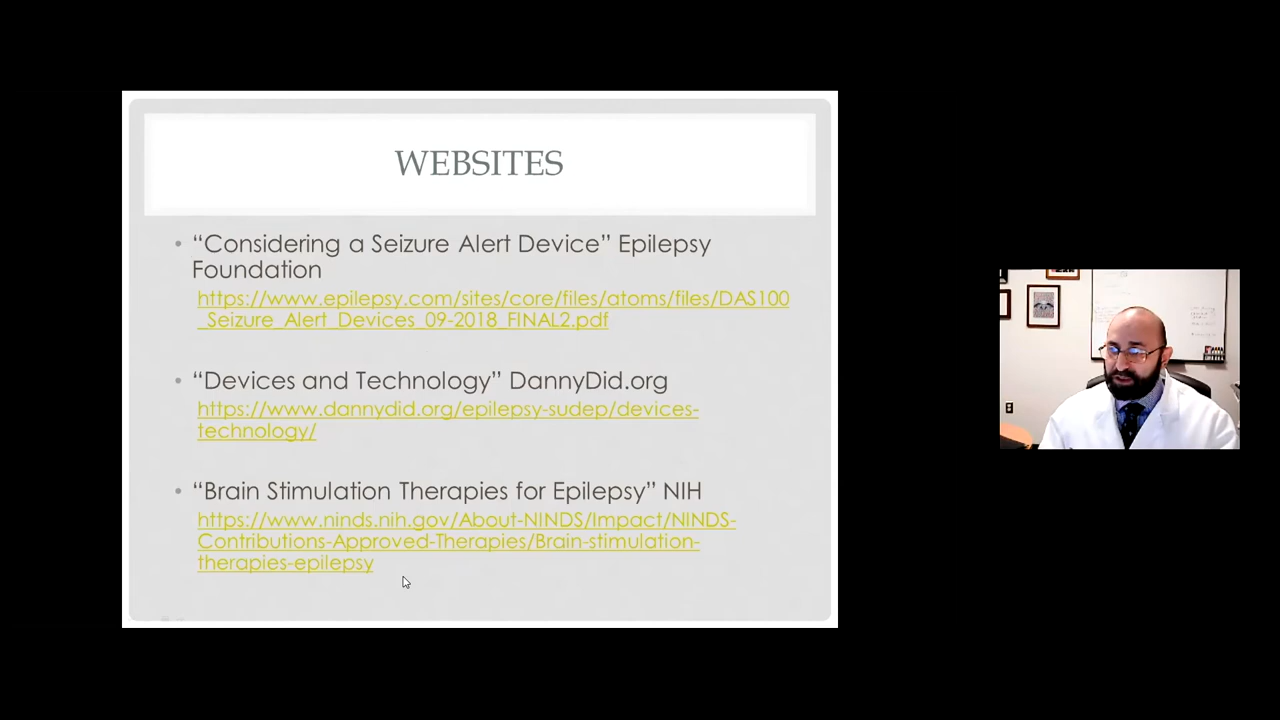 WEBSITES
• “Considering a Seizure Alert Device” Epilepsy
Foundation
https://www.epilepsy.com/sites/core/files/atoms/files/DAS100
_Seizure_Alert_Devices_09-2018_FINAL2.pdf
• “Devices and Technology” DannyDid.org
https://www.dannydid.org/epilepsy-sudep/devices-
technology/
• “Brain Stimulation Therapies for Epilepsy” NIH
https://www.ninds.nih.gov/About-NINDS/Impact/NINDS-
Contributions-Approved-Therapies/Brain-stimulation-
therapies-epilepsy